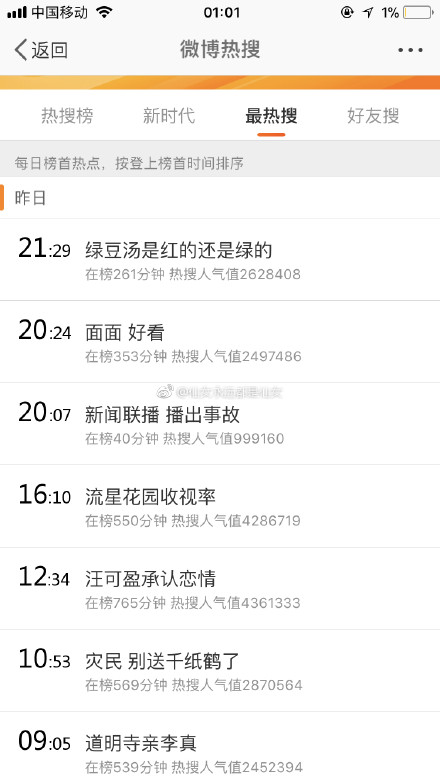 中国移动 01:01 1%
返回 微博热搜
热搜榜 新时代 最热搜 好友搜
每日榜首热点，按登上榜首时间排序
昨日
21:29 绿豆汤是红的还是绿的
在榜261分钟 热搜人气值2628408
20:24 面面 好看
在榜353分钟 热搜人气值2497486
20:07 新闻联播 播出事故
在榜40分钟 热搜人气值999160
16:10 流星花园收视率
在榜550分钟 热搜人气值4286719
12:34 汪可盈承认恋情
在榜765分钟 热搜人气值4361333
10:53 灾民 别送千纸鹤了
在榜569分钟 热搜人气值2870564
09:05 道明寺亲李真
在榜539分钟 热搜人气值2452394